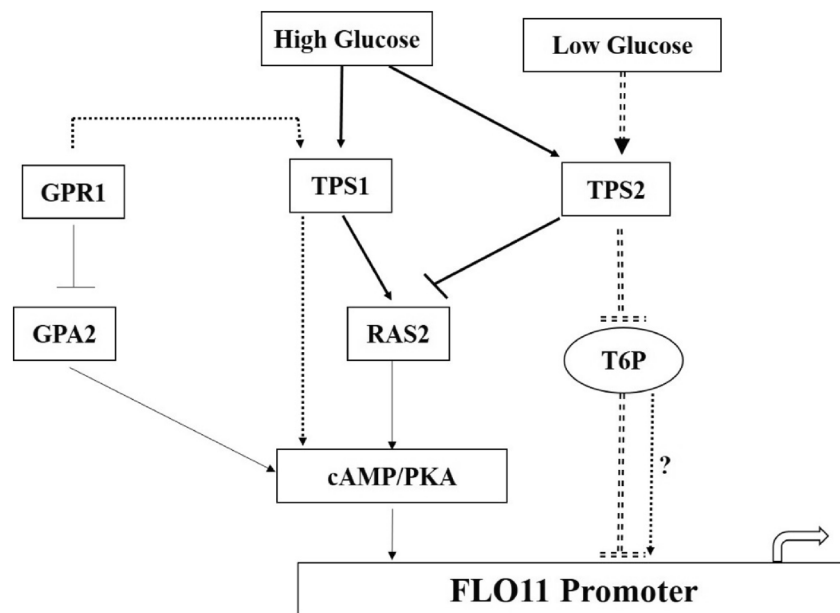 High Glucose
Low Glucose
GPR1
TPS1
TPS2
GPA2
RAS2
T6P
?
cAMP/PKA
FLO11 Promoter